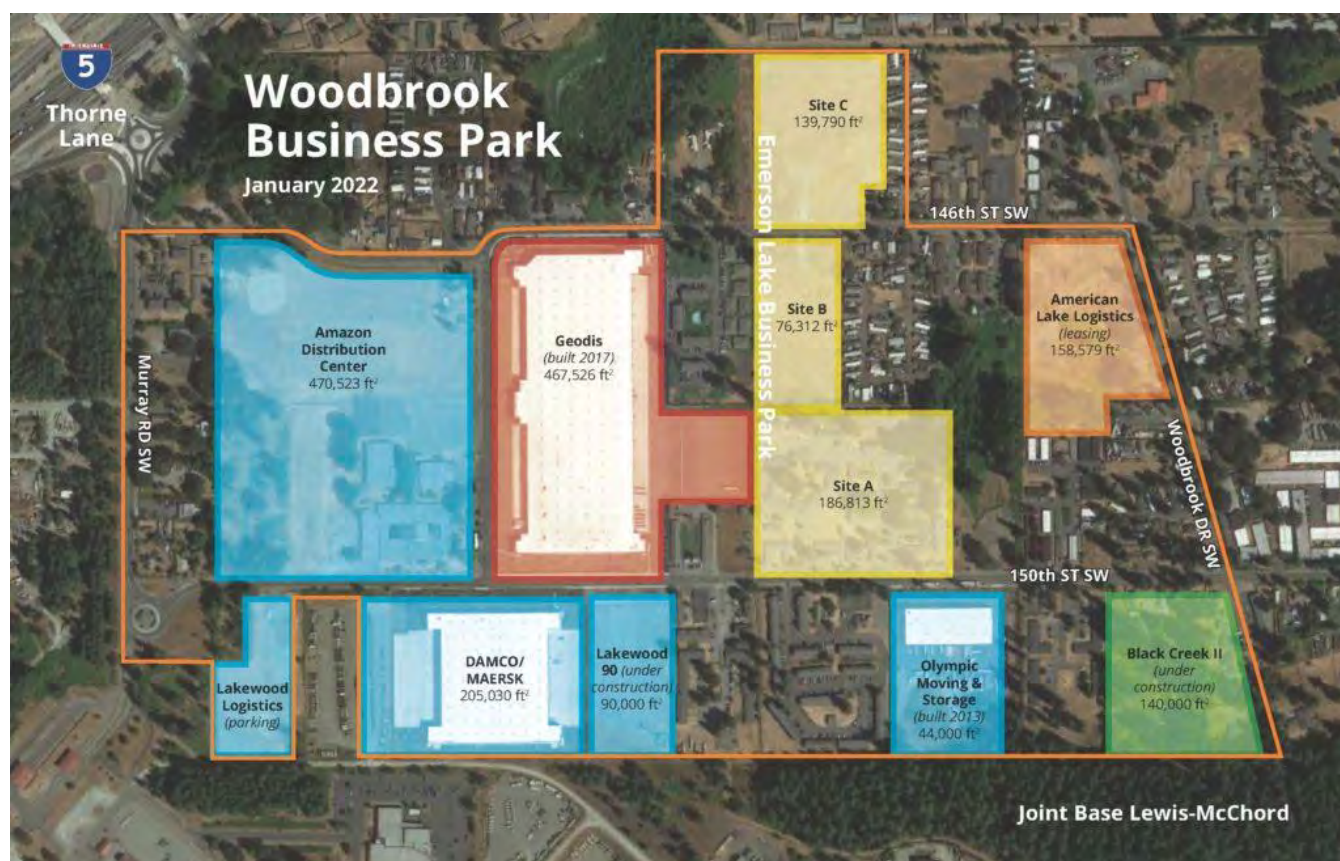 INTERSTATE
5
Thorne
Lane
Woodbrook
Business Park
January 2022
Site C
139,790 ft²
Emerson Lake Business Park
146th ST SW
Murray RD SW
Amazon
Distribution
Center
470,523 ft²
Geodis
(built 2017)
467,526 ft²
Site B
76,312 ft²
American
Lake Logistics
(leasing)
158,579 ft²
Woodbrook DR SW
Site A
186,813 ft²
150th ST SW
Lakewood
Logistics
(parking)
DAMCO/
MAERSK
205,030 ft²
Lakewood
90 (under
construction)
90,000 ft²
Olympic
Moving &
Storage
(built 2013)
44,000 ft²
Black Creek II
(under
construction)
140,000 ft²
Joint Base Lewis-McChord